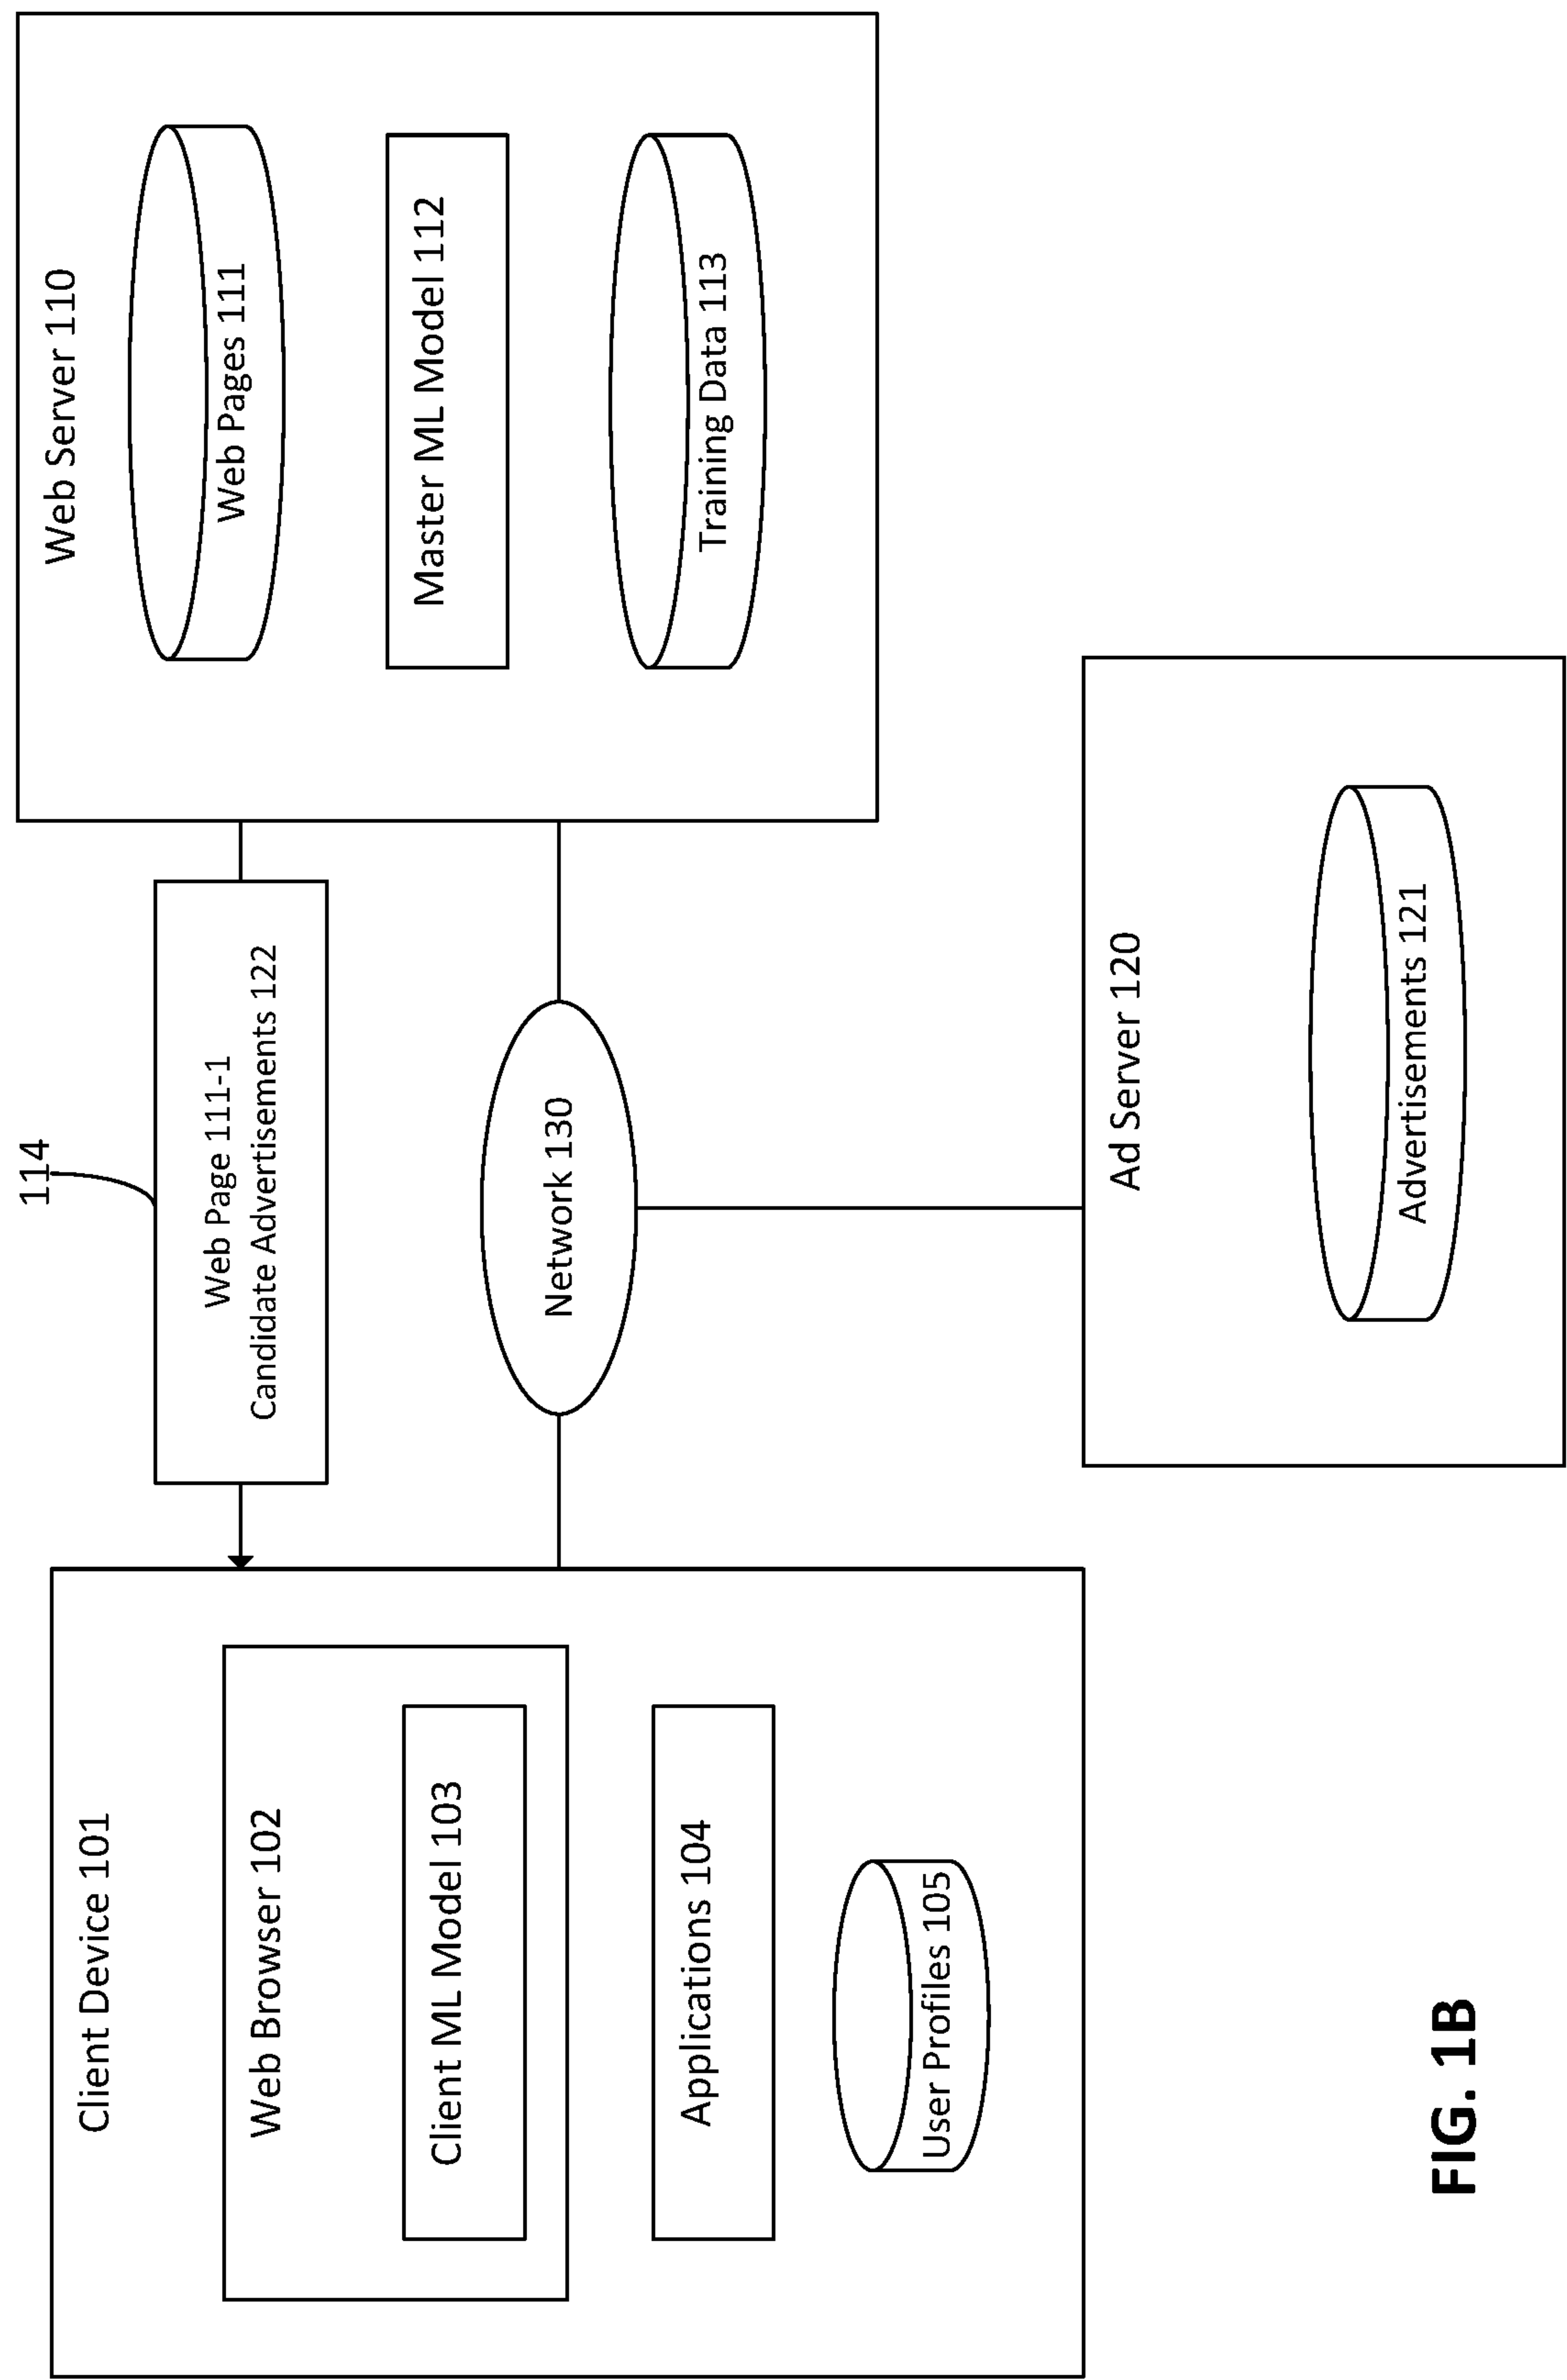 114
Client Device 101
Web Browser 102
Client ML Model 103
Applications 104
User Profiles 105
Web Page 111-1
Candidate Advertisements 122
Network 130
Web Server 110
Web Pages 111
Master ML Model 112
Training Data 113
Ad Server 120
Advertisements 121
FIG. 1B